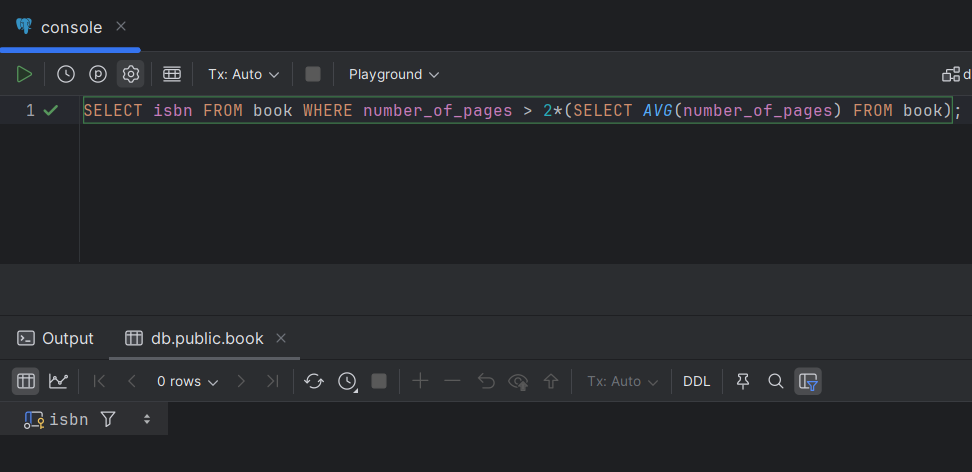 console
Tx: Auto Playground d
1 SELECT isbn FROM book WHERE number_of_pages > 2*(SELECT AVG(number_of_pages) FROM book);
Output db.public.book
0 rows Tx: Auto DDL
isbn